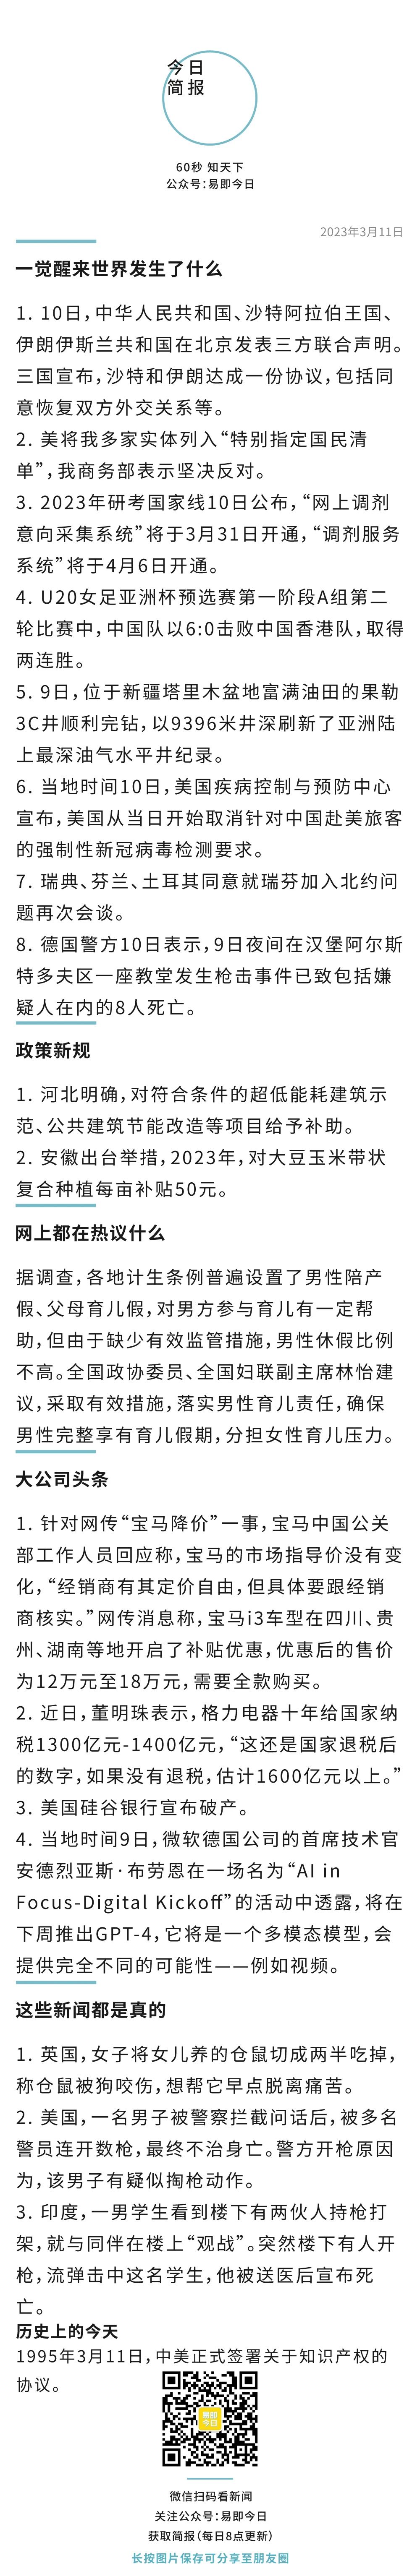 今日
简报
60秒 知天下
公众号：易即今日
2023年3月11日
一觉醒来世界发生了什么
1. 10日，中华人民共和国、沙特阿拉伯王国、
伊朗伊斯兰共和国在北京发表三方联合声明。
三国宣布，沙特和伊朗达成一份协议，包括同
意恢复双方外交关系等。
2. 美将我多家实体列入“特别指定国民清
单”，我商务部表示坚决反对。
3. 2023年研考国家线10日公布，“网上调剂
意向采集系统”将于3月31日开通，“调剂服务
系统”将于4月6日开通。
4. U20女足亚洲杯预选赛第一阶段A组第二
轮比赛中，中国队以6:0击败中国香港队，取得
两连胜。
5. 9日，位于新疆塔里木盆地富满油田的果勒
3C井顺利完钻，以9396米井深刷新了亚洲陆
上最深油气水平井纪录。
6. 当地时间10日，美国疾病控制与预防中心
宣布，美国从当日开始取消针对中国赴美旅客
的强制性新冠病毒检测要求。
7. 瑞典、芬兰、土耳其同意就瑞芬加入北约问
题再次会谈。
8. 德国警方10日表示，9日夜间在汉堡阿尔斯
特多夫区一座教堂发生枪击事件已致包括嫌
疑人在内的8人死亡。
政策新规
1. 河北明确，对符合条件的超低能耗建筑示
范、公共建筑节能改造等项目给予补助。
2. 安徽出台举措，2023年，对大豆玉米带状
复合种植每亩补贴50元。
网上都在热议什么
据调查，各地计生条例普遍设置了男性陪产
假、父母育儿假，对男方参与育儿有一定帮
助，但由于缺少有效监管措施，男性休假比例
不高。全国政协委员、全国妇联副主席林怡建
议，采取有效措施，落实男性育儿责任，确保
男性完整享有育儿假期，分担女性育儿压力。
大公司头条
1. 针对网传“宝马降价”一事，宝马中国公关
部工作人员回应称，宝马的市场指导价没有变
化，“经销商有其定价自由，但具体要跟经销
商核实。”网传消息称，宝马i3车型在四川、贵
州、湖南等地开启了补贴优惠，优惠后的售价
为12万元至18万元，需要全款购买。
2. 近日，董明珠表示，格力电器十年给国家纳
税1300亿元-1400亿元，“这还是国家退税后
的数字，如果没有退税，估计1600亿元以上。”
3. 美国硅谷银行宣布破产。
4. 当地时间9日，微软德国公司的首席技术官
安德烈亚斯·布劳恩在一场名为“AI in
Focus-Digital Kickoff”的活动中透露，将在
下周推出GPT-4，它将是一个多模态模型，会
提供完全不同的可能性——例如视频。
这些新闻都是真的
1. 英国，女子将女儿养的仓鼠切成两半吃掉，
称仓鼠被狗咬伤，想帮它早点脱离痛苦。
2. 美国，一名男子被警察拦截问话后，被多名
警员连开数枪，最终不治身亡。警方开枪原因
为，该男子有疑似掏枪动作。
3. 印度，一男学生看到楼下有两伙人持枪打
架，就与同伴在楼上“观战”。突然楼下有人开
枪，流弹击中这名学生，他被送医后宣布死
亡。
历史上的今天
1995年3月11日，中美正式签署关于知识产权的
协议。
易即
今日
微信扫码看新闻
关注公众号：易即今日
获取简报（每日8点更新）
长按图片保存可分享至朋友圈